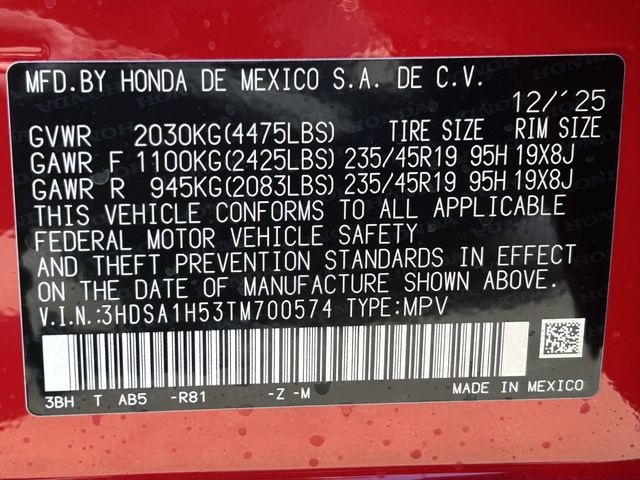 MFD.BY HONDA DE MEXICO S.A. DE C.V.
12/´25
GVWR 2030KG(4475LBS) TIRE SIZE RIM SIZE
GAWR F 1100KG(2425LBS) 235/45R19 95H 19X8J
GAWR R 945KG(2083LBS) 235/45R19 95H 19X8J
THIS VEHICLE CONFORMS TO ALL APPLICABLE
FEDERAL MOTOR VEHICLE SAFETY
AND THEFT PREVENTION STANDARDS IN EFFECT
ON THE DATE OF MANUFACTURE SHOWN ABOVE.
V.I.N.:3HDSA1H53TM700574 TYPE:MPV
3BH T AB5 -R81 -Z -M MADE IN MEXICO